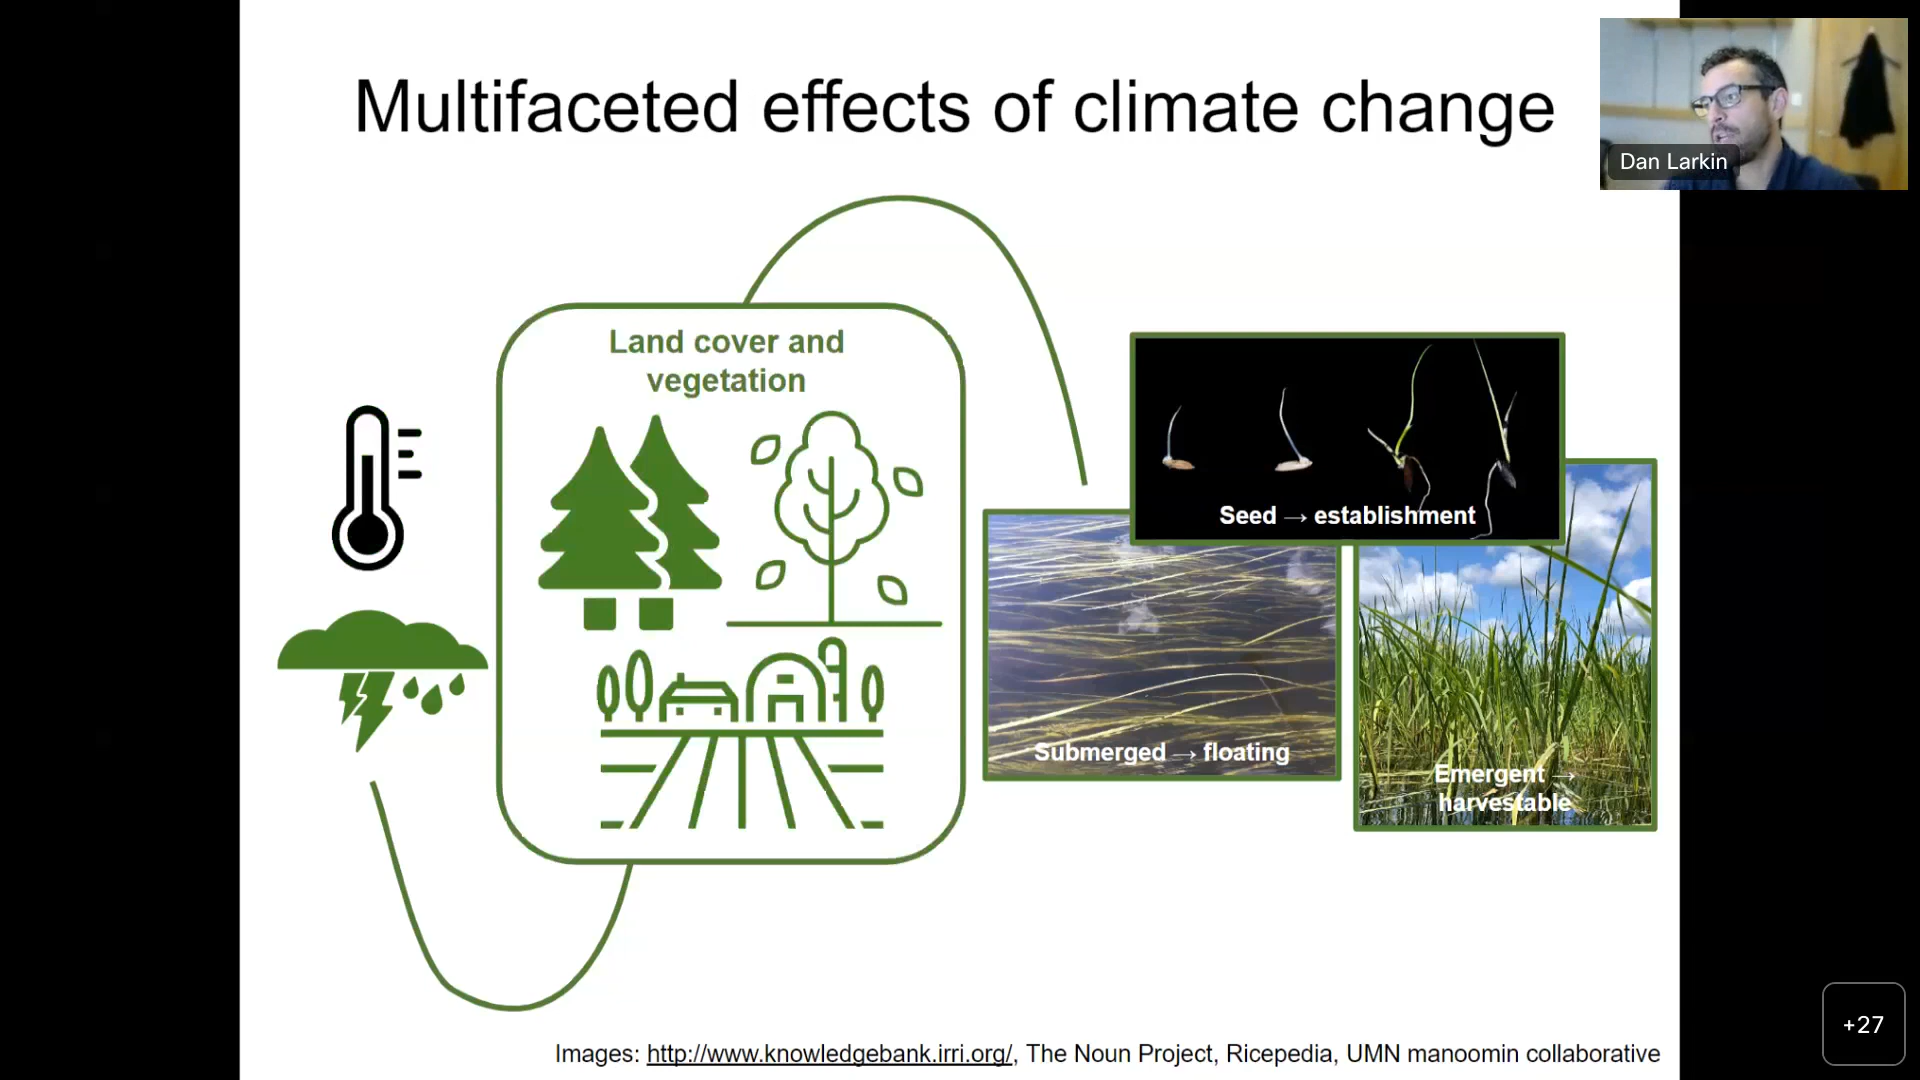 Multifaceted effects of climate change
Dan Larkin
Land cover and
vegetation
Seed → establishment
Submerged → floating
Emergent →
harvestable
Images: http://www.knowledgebank.irri.org/, The Noun Project, Ricepedia, UMN manoomin collaborative
+27